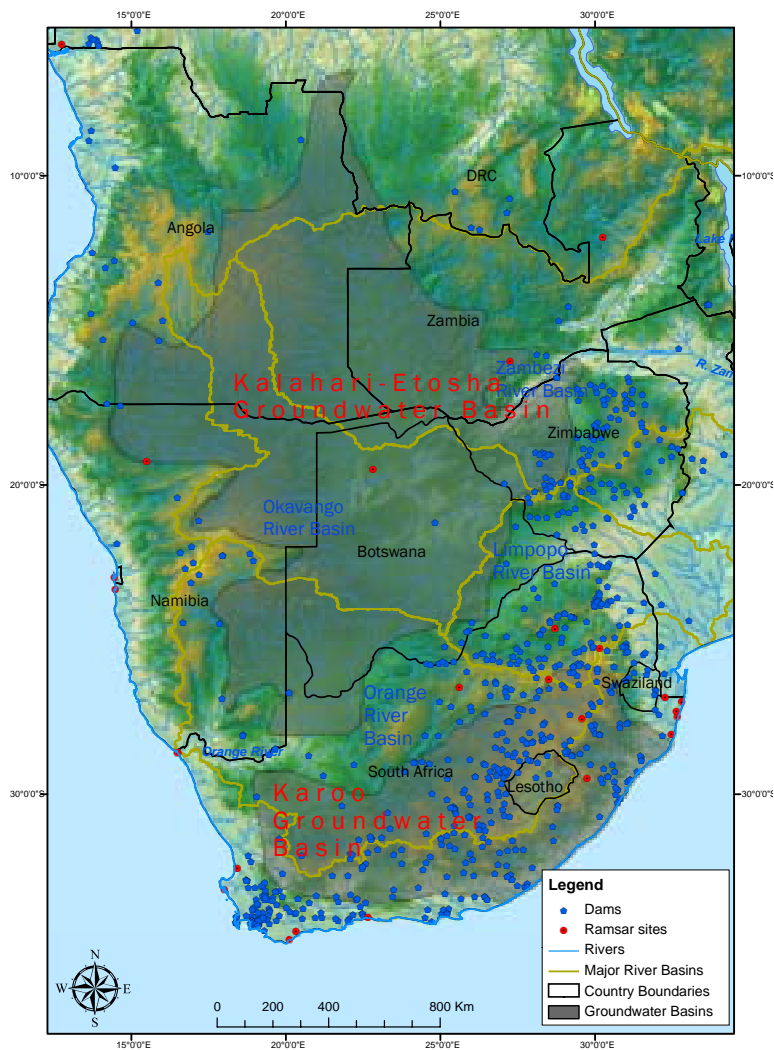 15°0'0"E 20°0'0"E 25°0'0"E 30°0'0"E
10°0'0"S
10°0'0"S
DRC
Angola
Lake
Zambia
Zambezi
River Basin
R. Zam
Kalahari-Etosha
Groundwater Basin
Zimbabwe
20°0'0"S
20°0'0"S
Okavango
River Basin
Botswana
Limpopo
River Basin
Namibia
Swaziland
Orange
River
Basin
Orange River
South Africa
Lesotho
30°0'0"S
30°0'0"S
Karoo
Groundwater
Basin
Legend
Dams
Ramsar sites
Rivers
Major River Basins
Country Boundaries
Groundwater Basins
N
W E
S
0 200 400 800 Km
15°0'0"E 20°0'0"E 25°0'0"E 30°0'0"E